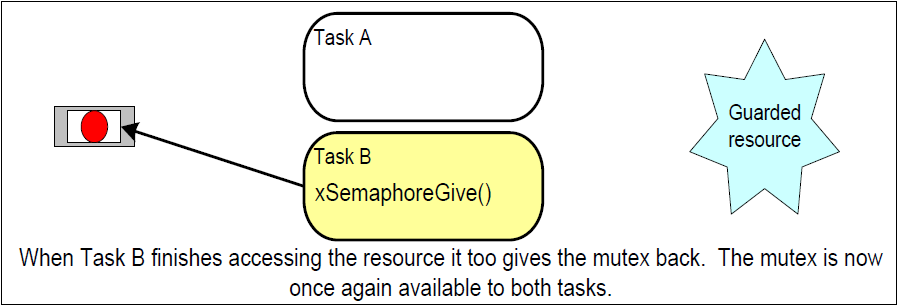 Task A
Guarded
resource
Task B
xSemaphoreGive()
When Task B finishes accessing the resource it too gives the mutex back.  The mutex is now
once again available to both tasks.